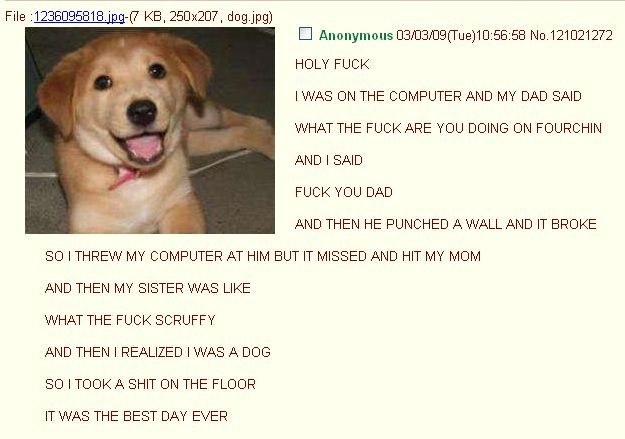 File :1236095818.jpg-(7 KB, 250x207, dog.jpg)
Anonymous 03/03/09(Tue)10:56:58 No.121021272
HOLY FUCK
I WAS ON THE COMPUTER AND MY DAD SAID
WHAT THE FUCK ARE YOU DOING ON FOURCHIN
AND I SAID
FUCK YOU DAD
AND THEN HE PUNCHED A WALL AND IT BROKE
SO I THREW MY COMPUTER AT HIM BUT IT MISSED AND HIT MY MOM
AND THEN MY SISTER WAS LIKE
WHAT THE FUCK SCRUFFY
AND THEN I REALIZED I WAS A DOG
SO I TOOK A SHIT ON THE FLOOR
IT WAS THE BEST DAY EVER